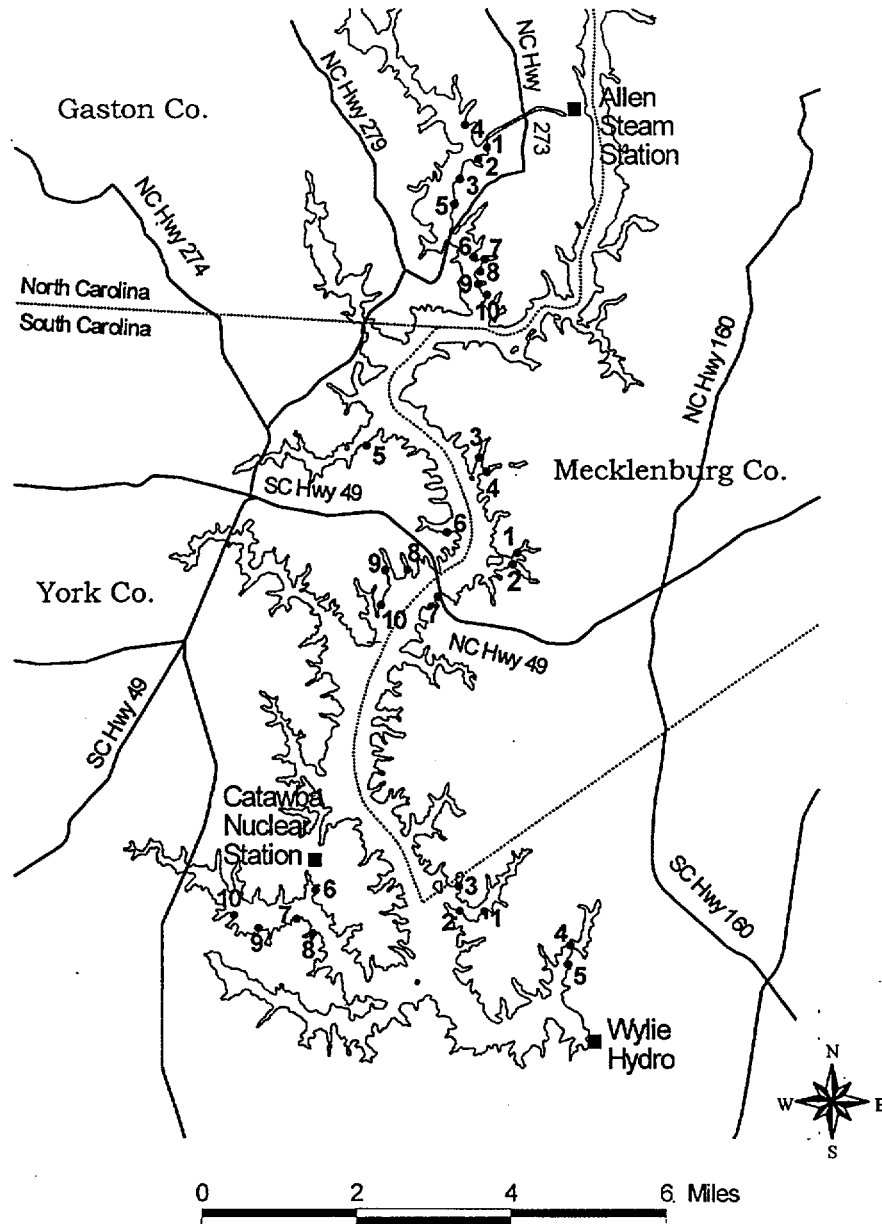 Gaston Co.
NC Hwy 279
NC Hwy
273
Allen
Steam
Station
4
1
2
3
5
NC Hwy 274
6
7
8
9
10
North Carolina
South Carolina
NC Hwy 160
3
5
4
Mecklenburg Co.
SC Hwy 49
6
1
9
8
2
York Co.
10
7
NC Hwy 49
SC Hwy 49
Catawba
Nuclear
Station
3
6
10
7
2
1
SC Hwy 160
9
8
4
5
Wylie
Hydro
N
W
E
S
0
2
4
6 Miles